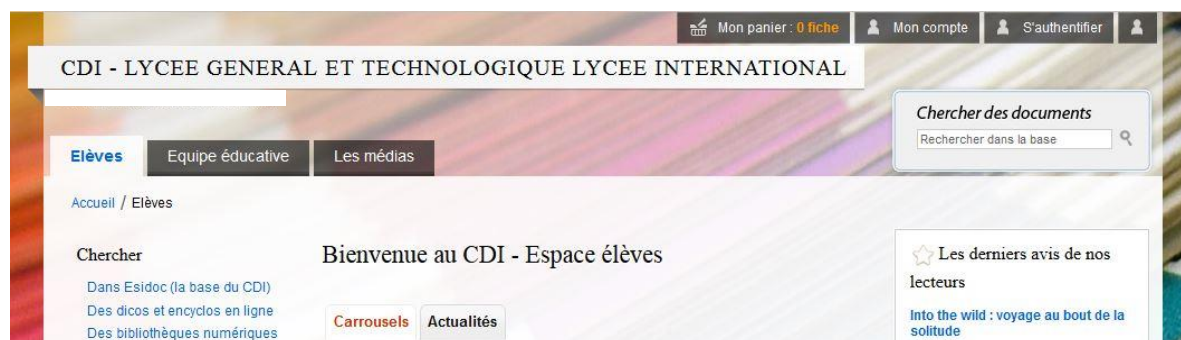 Mon panier : 0 fiche Mon compte S'authentifier
CDI - LYCEE GENERAL ET TECHNOLOGIQUE LYCEE INTERNATIONAL
Chercher des documents
Rechercher dans la base
Elèves Equipe éducative Les médias
Accueil / Elèves
Chercher
Dans Esidoc (la base du CDI)
Des dicos et encyclos en ligne
Des bibliothèques numériques
Bienvenue au CDI - Espace élèves
Carrousels Actualités
Les derniers avis de nos
lecteurs
Into the wild : voyage au bout de la
solitude